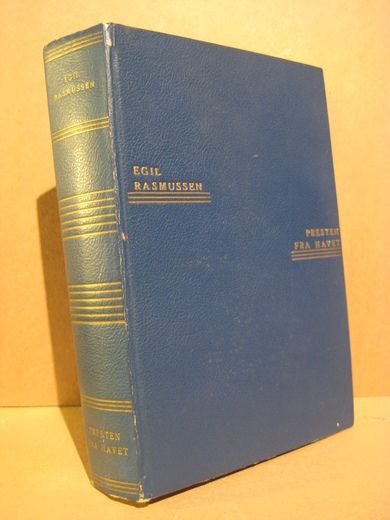 EGIL
RASMUSSEN
PRESTEN
FRA HAVET
EGIL
RASMUSSEN
PRESTEN
FRA HAVET